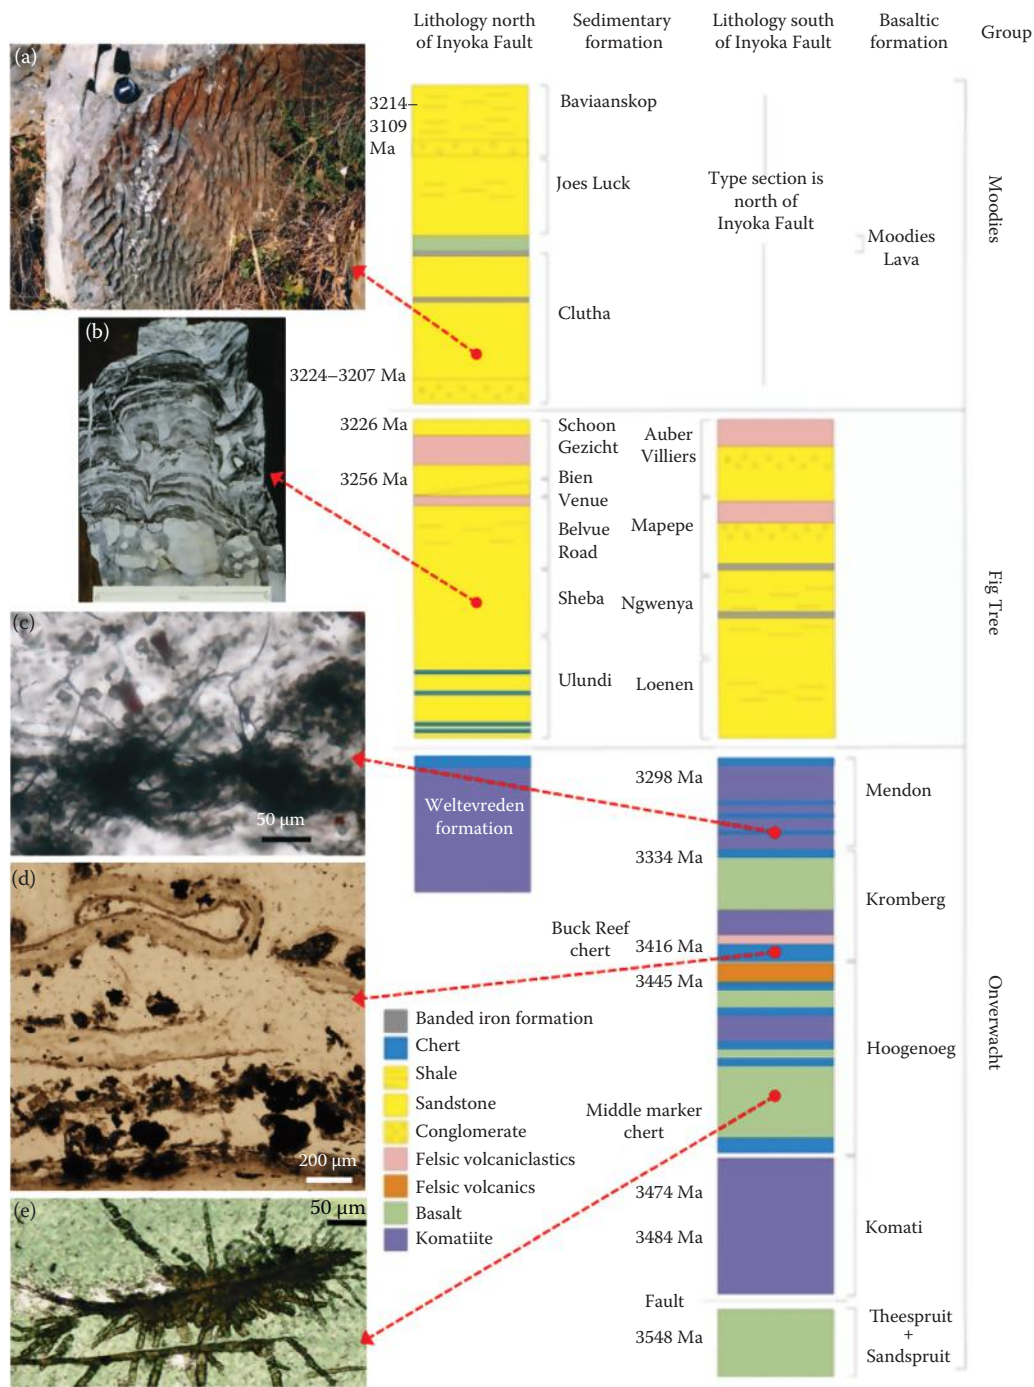 Lithology north
of Inyoka Fault
Sedimentary
formation
Lithology south
of Inyoka Fault
Basaltic
formation
Group
(a)
3214–
3109
Ma
Baviaanskop
Joes Luck
Type section is
north of
Inyoka Fault
Moodies
Lava
Moodies
Clutha
(b)
3224–3207 Ma
3226 Ma
Schoon
Gezicht
Auber
Villiers
3256 Ma
Bien
Venue
Belvue
Road
Mapepe
Sheba
Ngwenya
Fig Tree
(c)
Ulundi
Loenen
50 μm
Weltevreden
formation
3298 Ma
Mendon
3334 Ma
(d)
Kromberg
Buck Reef
chert
3416 Ma
3445 Ma
Onverwacht
Banded iron formation
Chert
Shale
Sandstone
Conglomerate
Felsic volcaniclastics
Felsic volcanics
Basalt
Komatiite
Hoogenoeg
Middle marker
chert
200 μm
(e)
50 μm
3474 Ma
3484 Ma
Komati
Fault
3548 Ma
Theespruit
+
Sandspruit